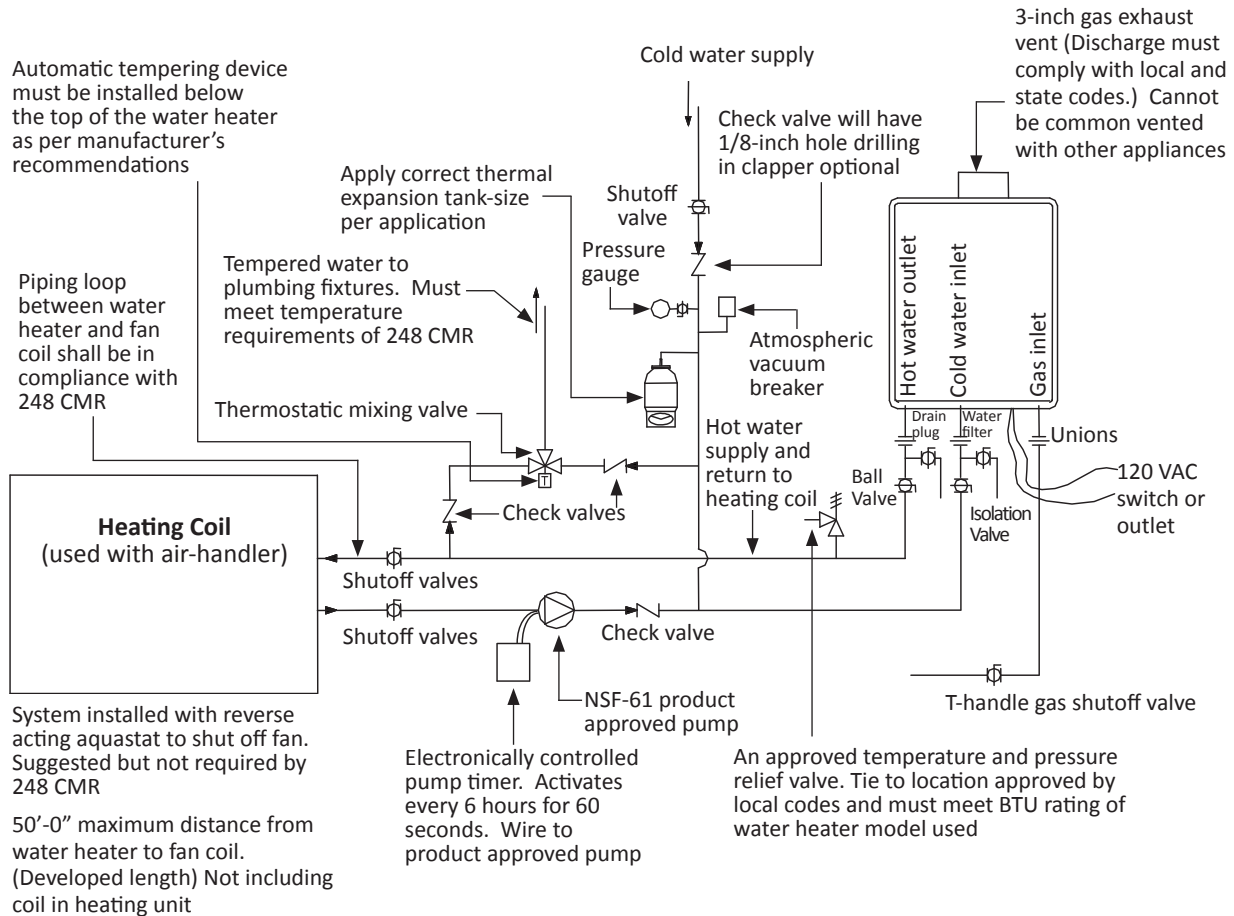 Automatic tempering device
must be installed below
the top of the water heater
as per manufacturer's
recommendations
Cold water supply
3-inch gas exhaust
vent (Discharge must
comply with local and
state codes.)  Cannot
be common vented
with other appliances
Check valve will have
1/8-inch hole drilling
in clapper optional
Apply correct thermal
expansion tank-size
per application
Shutoff
valve
Pressure
gauge
Tempered water to
plumbing fixtures.  Must
meet temperature
requirements of 248 CMR
Piping loop
between water
heater and fan
coil shall be in
compliance with
248 CMR
Atmospheric
vacuum
breaker
Hot water outlet
Cold water inlet
Gas inlet
Thermostatic mixing valve
Drain
plug
Water
filter
Unions
Hot water
supply and
return to
heating coil
Ball
Valve
Isolation
Valve
120 VAC
switch or
outlet
T
Check valves
Heating Coil
(used with air-handler)
Shutoff valves
Shutoff valves
Check valve
T-handle gas shutoff valve
NSF-61 product
approved pump
System installed with reverse
acting aquastat to shut off fan.
Suggested but not required by
248 CMR
50'-0” maximum distance from
water heater to fan coil.
(Developed length) Not including
coil in heating unit
Electronically controlled
pump timer.  Activates
every 6 hours for 60
seconds.  Wire to
product approved pump
An approved temperature and pressure
relief valve. Tie to location approved by
local codes and must meet BTU rating of
water heater model used